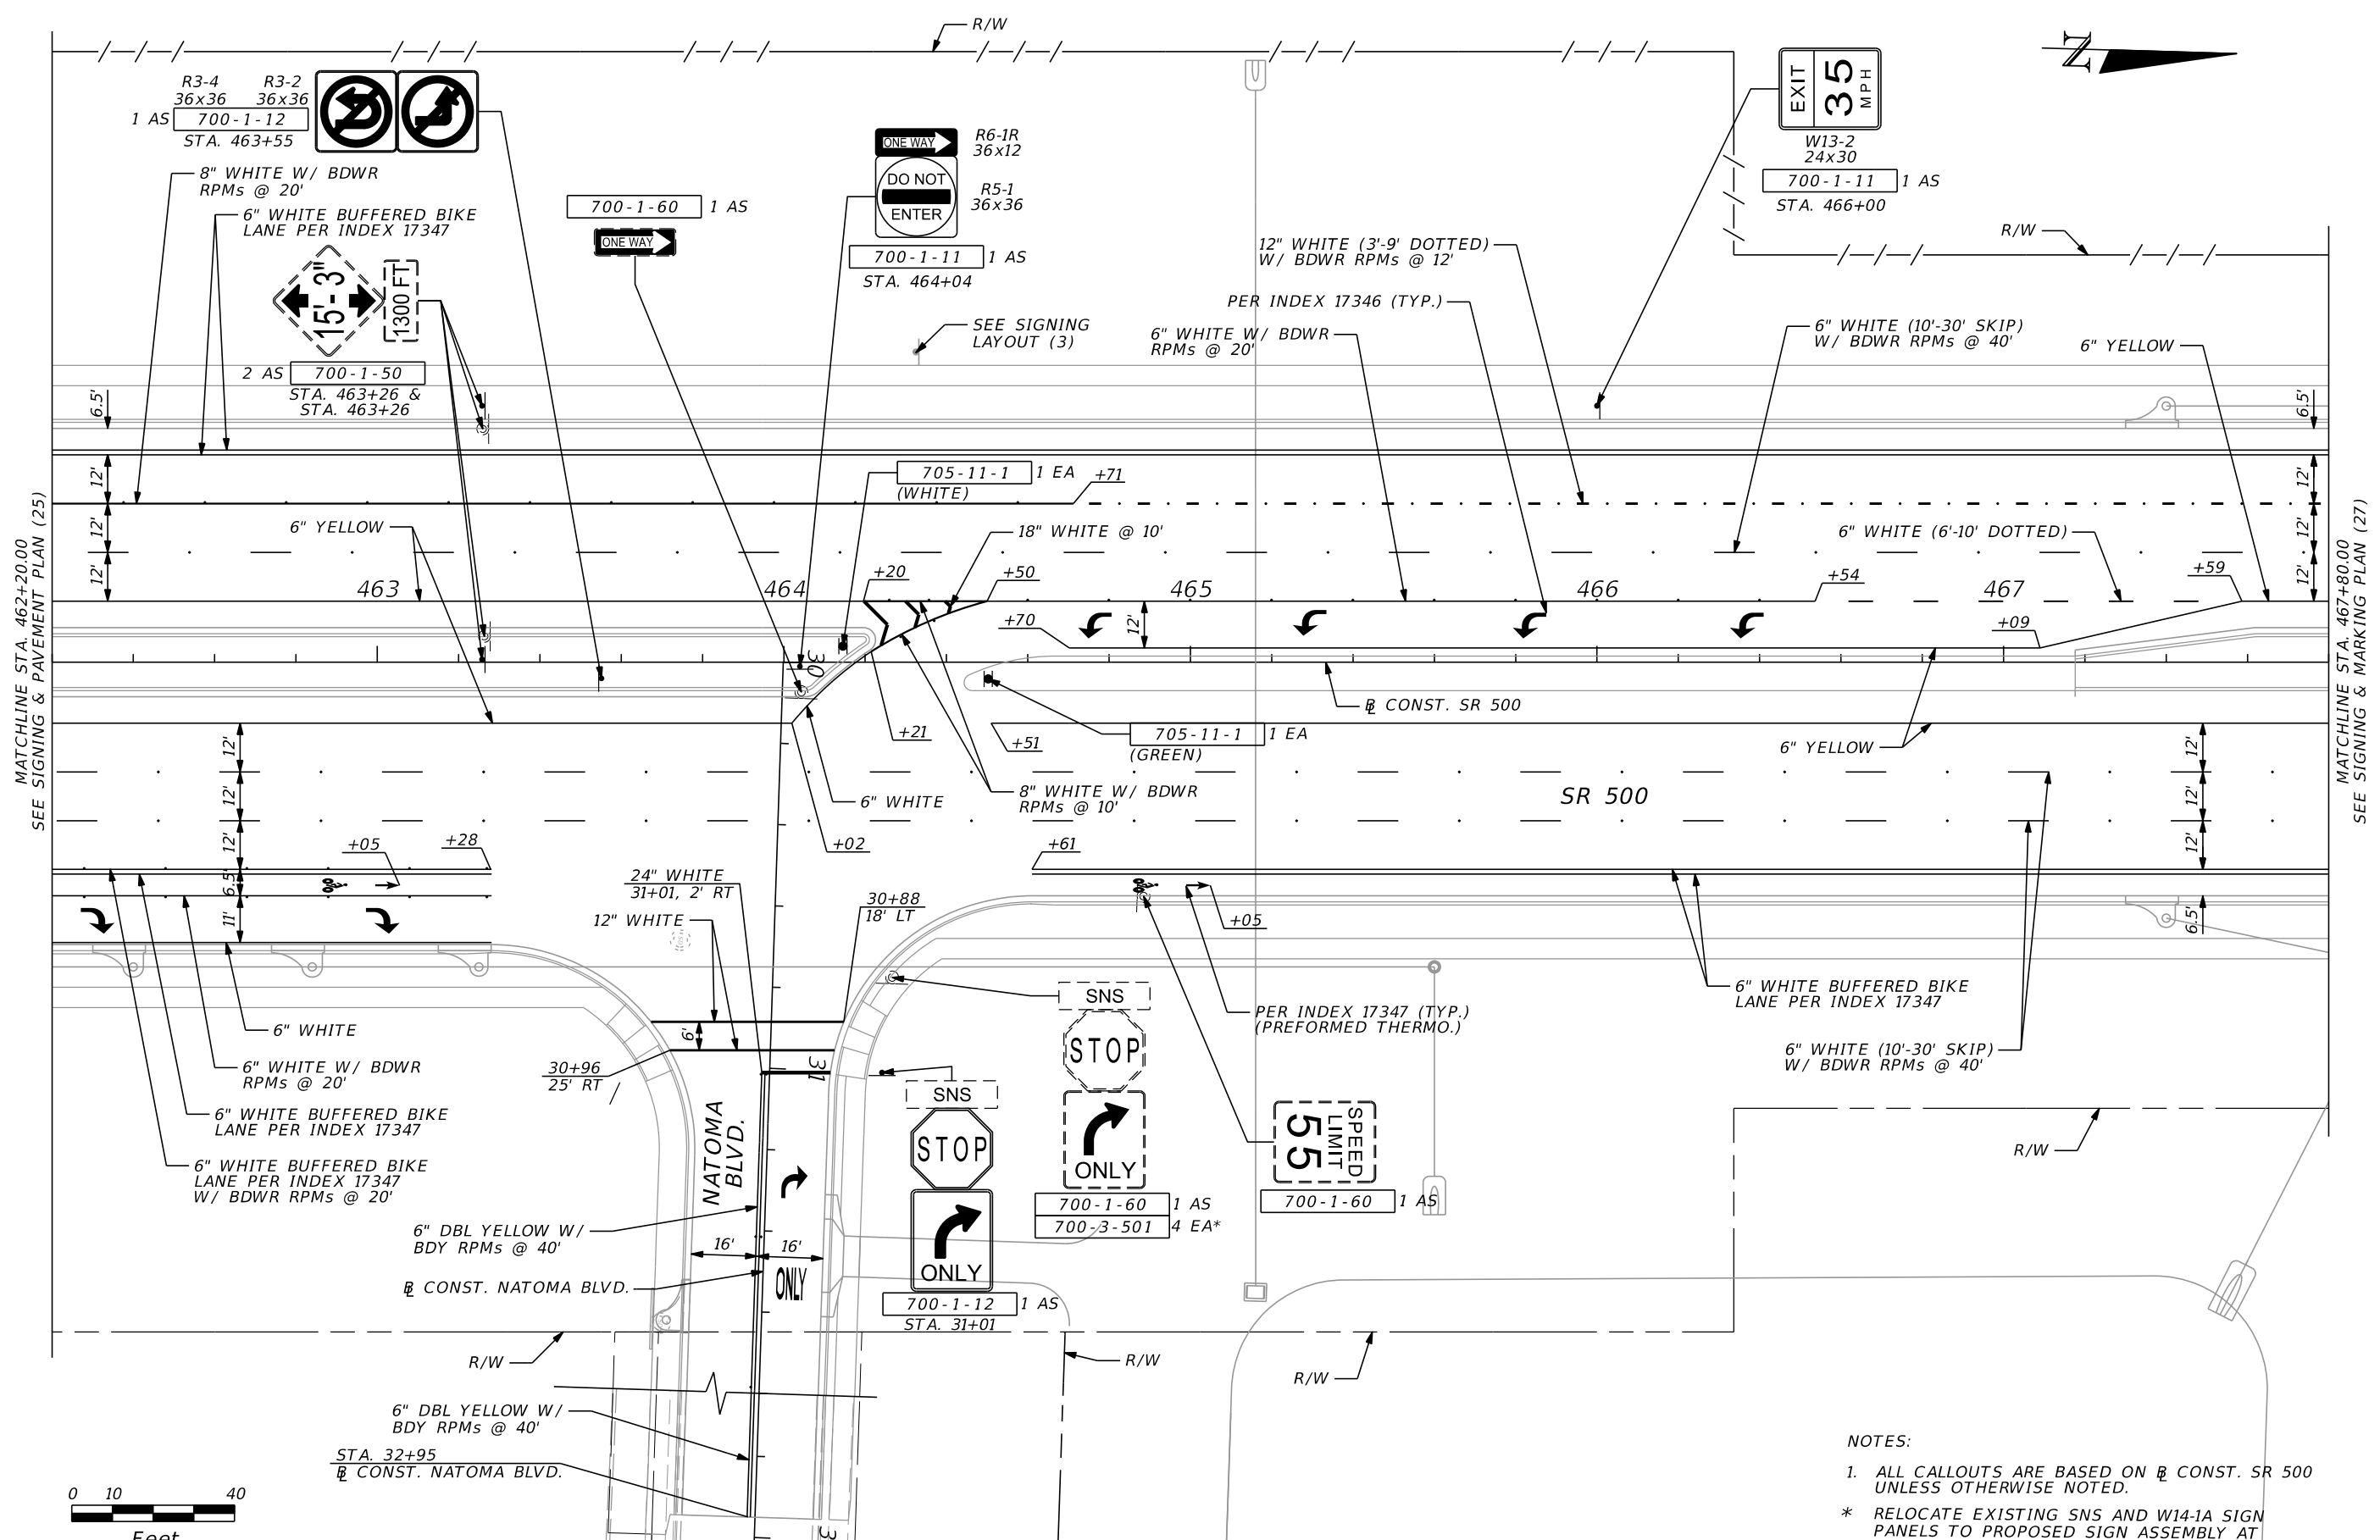 R/W
R3-4
R3-2
36x36
36x36
1 AS
700-1-12
STA. 463+55
8" WHITE W/ BDWR
RPMs @ 20'
6" WHITE BUFFERED BIKE
LANE PER INDEX 17347
15'-3"
1300 FT
2 AS
700-1-50
STA. 463+26 &
STA. 463+26
700-1-60
1 AS
ONE WAY
ONE WAY
DO NOT
ENTER
R6-1R
36x12
R5-1
36x36
700-1-11
1 AS
STA. 464+04
SEE SIGNING
LAYOUT (3)
12" WHITE (3'-9' DOTTED)
W/ BDWR RPMs @ 12'
PER INDEX 17346 (TYP.)
6" WHITE W/ BDWR
RPMs @ 20'
EXIT
35
MPH
W13-2
24x30
700-1-11
1 AS
STA. 466+00
N
R/W
6" WHITE (10'-30' SKIP)
W/ BDWR RPMs @ 40'
6" YELLOW
6.5'
6.5'
12'
12'
12'
12'
12'
12'
705-11-1
1 EA
(WHITE)
+71
6" YELLOW
18" WHITE @ 10'
6" WHITE (6'-10' DOTTED)
463
464
+20
+50
465
466
+54
467
+59
+70
12'
+09
30
+21
+51
₧ CONST. SR 500
705-11-1
1 EA
(GREEN)
6" YELLOW
6" WHITE
8" WHITE W/ BDWR
RPMs @ 10'
SR 500
+02
12'
12'
12'
6.5'
11'
12'
12'
12'
6.5'
+05
+28
+61
+05
MATCHLINE STA. 462+20.00
SEE SIGNING & PAVEMENT PLAN (25)
MATCHLINE STA. 467+80.00
SEE SIGNING & MARKING PLAN (27)
24" WHITE
31+01, 2' RT
12" WHITE
30+88
18' LT
6" WHITE
6'
30+96
25' RT
31
6" WHITE W/ BDWR
RPMs @ 20'
6" WHITE BUFFERED BIKE
LANE PER INDEX 17347
6" WHITE BUFFERED BIKE
LANE PER INDEX 17347
W/ BDWR RPMs @ 20'
NATOMA
BLVD.
SNS
STOP
ONLY
700-1-60
1 AS
700-3-501
4 EA*
SNS
STOP
ONLY
700-1-12
1 AS
STA. 31+01
PER INDEX 17347 (TYP.)
(PREFORMED THERMO.)
SPEED
LIMIT
55
700-1-60
1 AS
6" WHITE BUFFERED BIKE
LANE PER INDEX 17347
6" WHITE (10'-30' SKIP)
W/ BDWR RPMs @ 40'
R/W
6" DBL YELLOW W/
BDY RPMs @ 40'
16'
16'
ONLY
BL CONST. NATOMA BLVD.
R/W
R/W
R/W
6" DBL YELLOW W/
BDY RPMs @ 40'
STA. 32+95
BL CONST. NATOMA BLVD.
0
10
40
Feet
NOTES:
1. ALL CALLOUTS ARE BASED ON BL CONST. SR 500
UNLESS OTHERWISE NOTED.
* RELOCATE EXISTING SNS AND W14-1A SIGN
PANELS TO PROPOSED SIGN ASSEMBLY AT